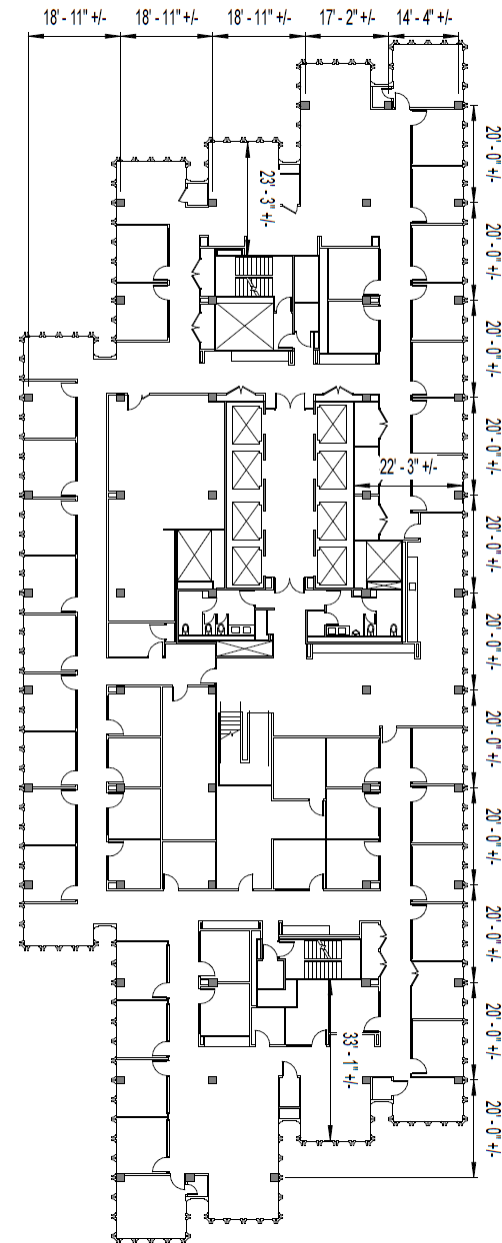 18' - 11" +/- 18' - 11" +/- 18' - 11" +/- 17' - 2" +/- 14' - 4" +/-
20' - 0" +/-
23' - 3" +/-
20' - 0" +/-
20' - 0" +/-
20' - 0" +/-
22' - 3" +/-
20' - 0" +/-
20' - 0" +/-
20' - 0" +/-
20' - 0" +/-
20' - 0" +/-
20' - 0" +/-
33' - 1" +/-
20' - 0" +/-